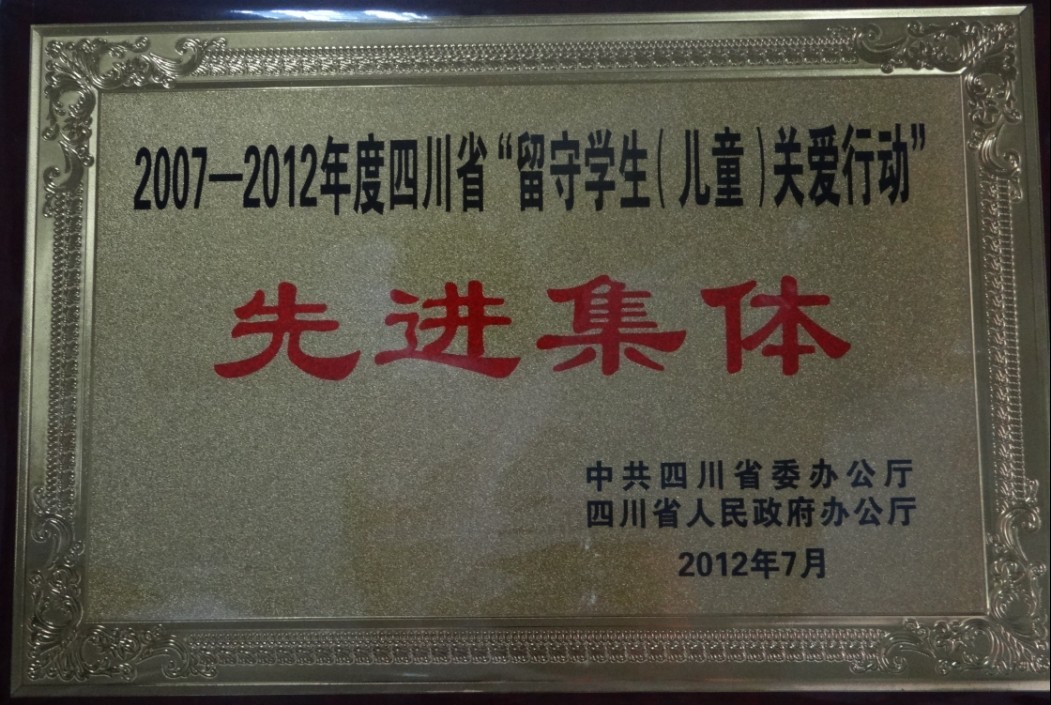 2007—2012年度四川省“留守学生(儿童)关爱行动”
先进集体
中共四川省委办公厅
四川省人民政府办公厅
2012年7月